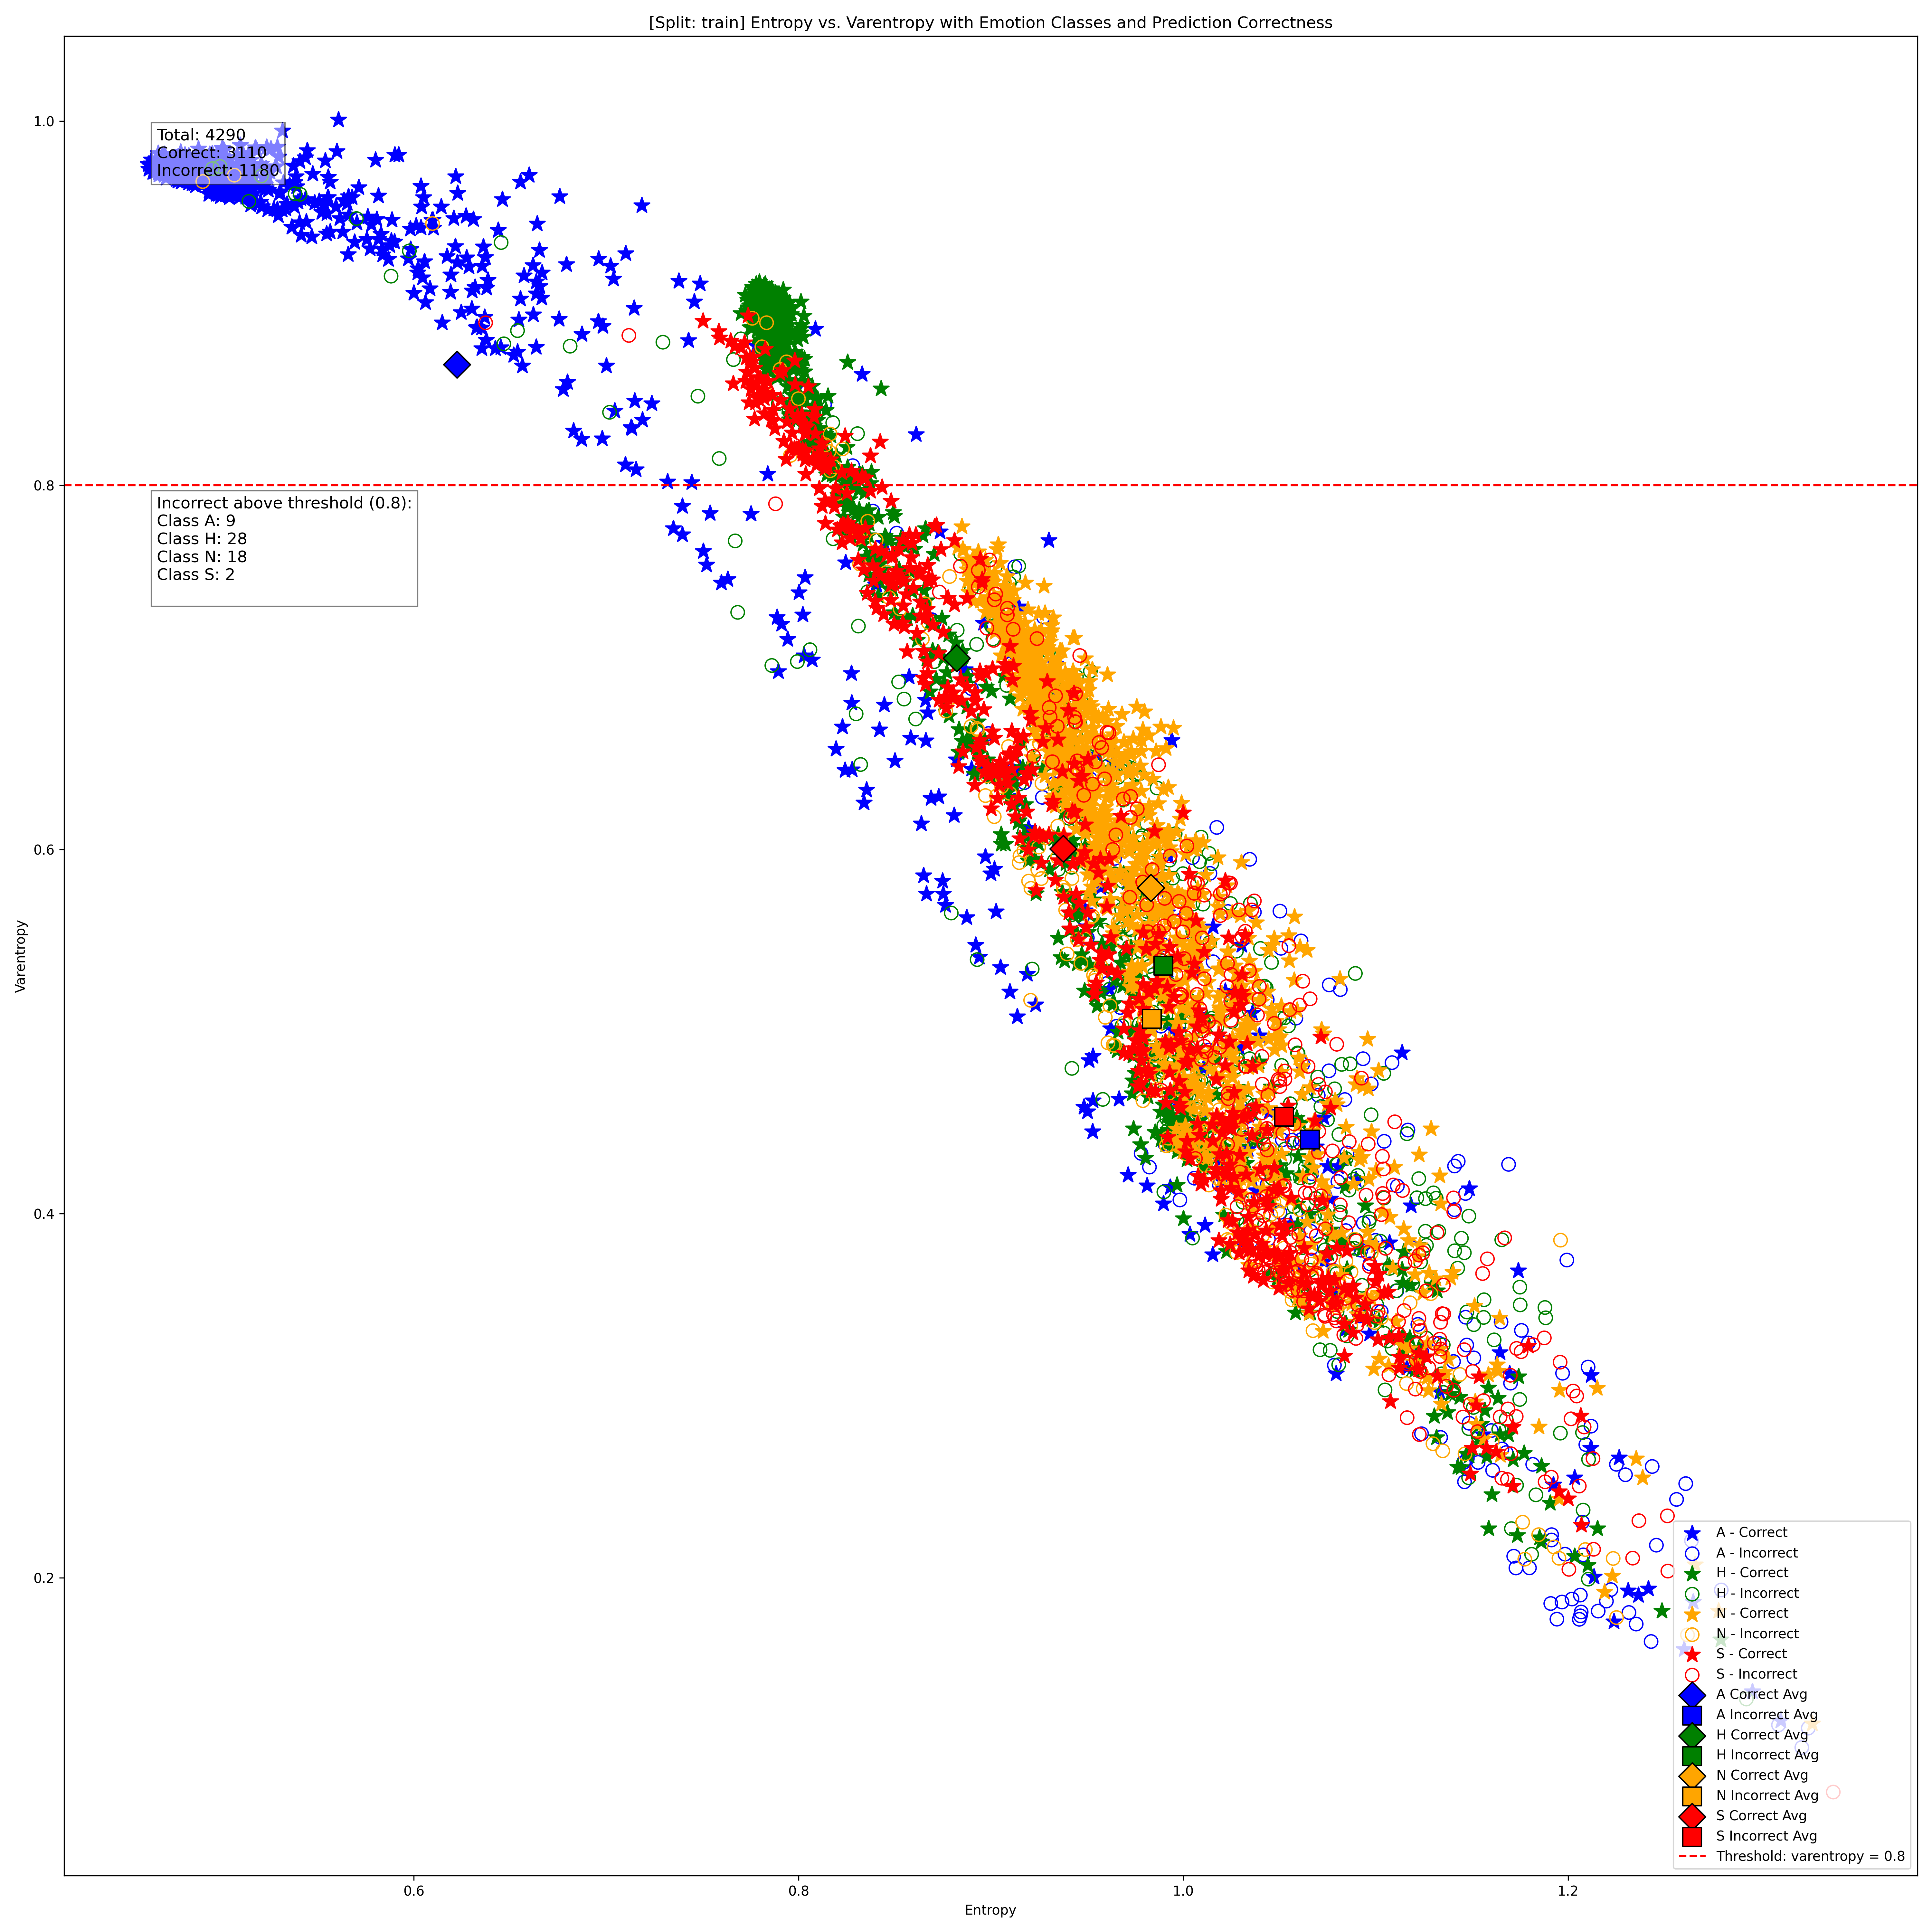 [Split: train] Entropy vs. Varentropy with Emotion Classes and Prediction Correctness
1.0
Total: 4290
Correct: 3110
Incorrect: 1180
0.8
Incorrect above threshold (0.8):
Class A: 9
Class H: 28
Class N: 18
Class S: 2
Varentropy
0.6
0.4
0.2
A - Correct
A - Incorrect
H - Correct
H - Incorrect
N - Correct
N - Incorrect
S - Correct
S - Incorrect
A Correct Avg
A Incorrect Avg
H Correct Avg
H Incorrect Avg
N Correct Avg
N Incorrect Avg
S Correct Avg
S Incorrect Avg
Threshold: varentropy = 0.8
0.6
0.8
1.0
1.2
Entropy